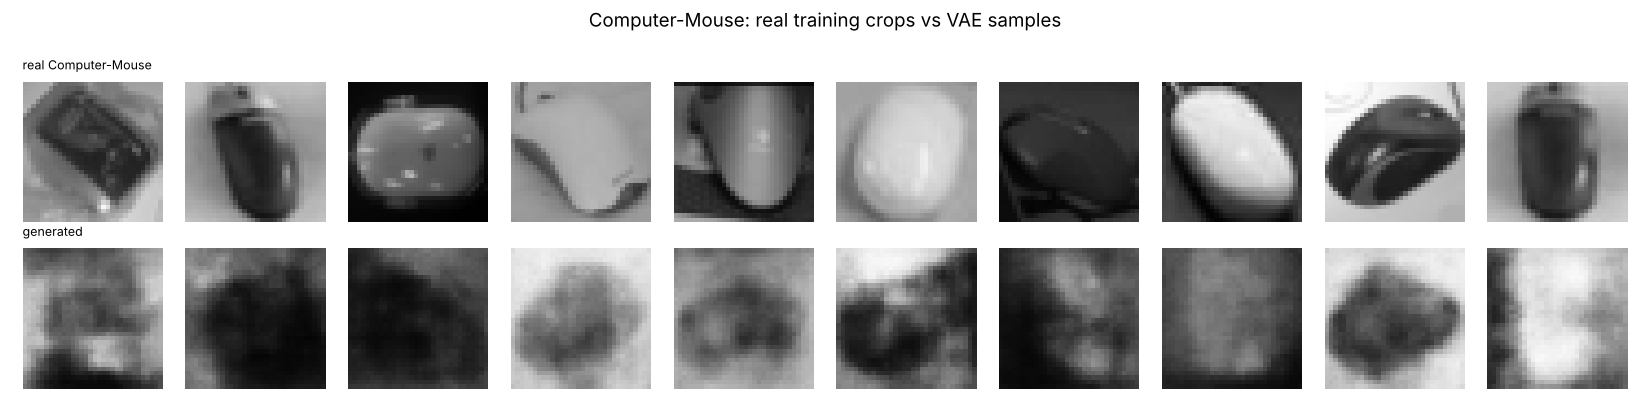 Computer-Mouse: real training crops vs VAE samples
real Computer-Mouse
generated